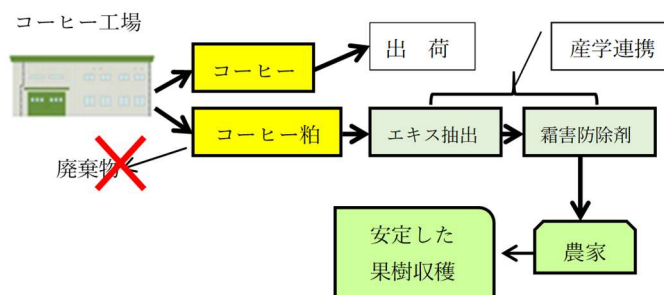 コーヒー工場
コーヒー
出　荷
産学連携
コーヒー粕
エキス抽出
霜害防除剤
廃棄物
安定した
果樹収穫
農家